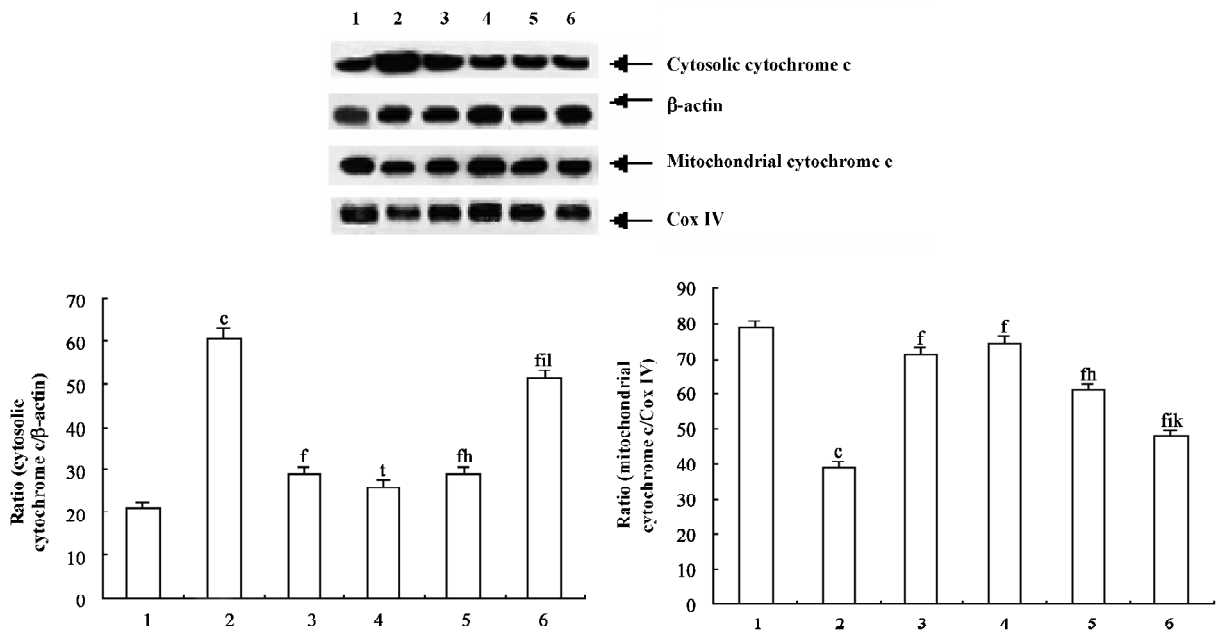 1 2 3 4 5 6
Cytosolic cytochrome c
β-actin
Mitochondrial cytochrome c
Cox IV
Ratio (cytosolic
cytochrome c/β-actin)
70
60
50
40
30
20
10
0
c
f
t
fh
fil
1 2 3 4 5 6
Ratio (mitochondrial
cytochrome c/Cox IV)
90
80
70
60
50
40
30
20
10
0
c
f
f
fh
fik
1 2 3 4 5 6